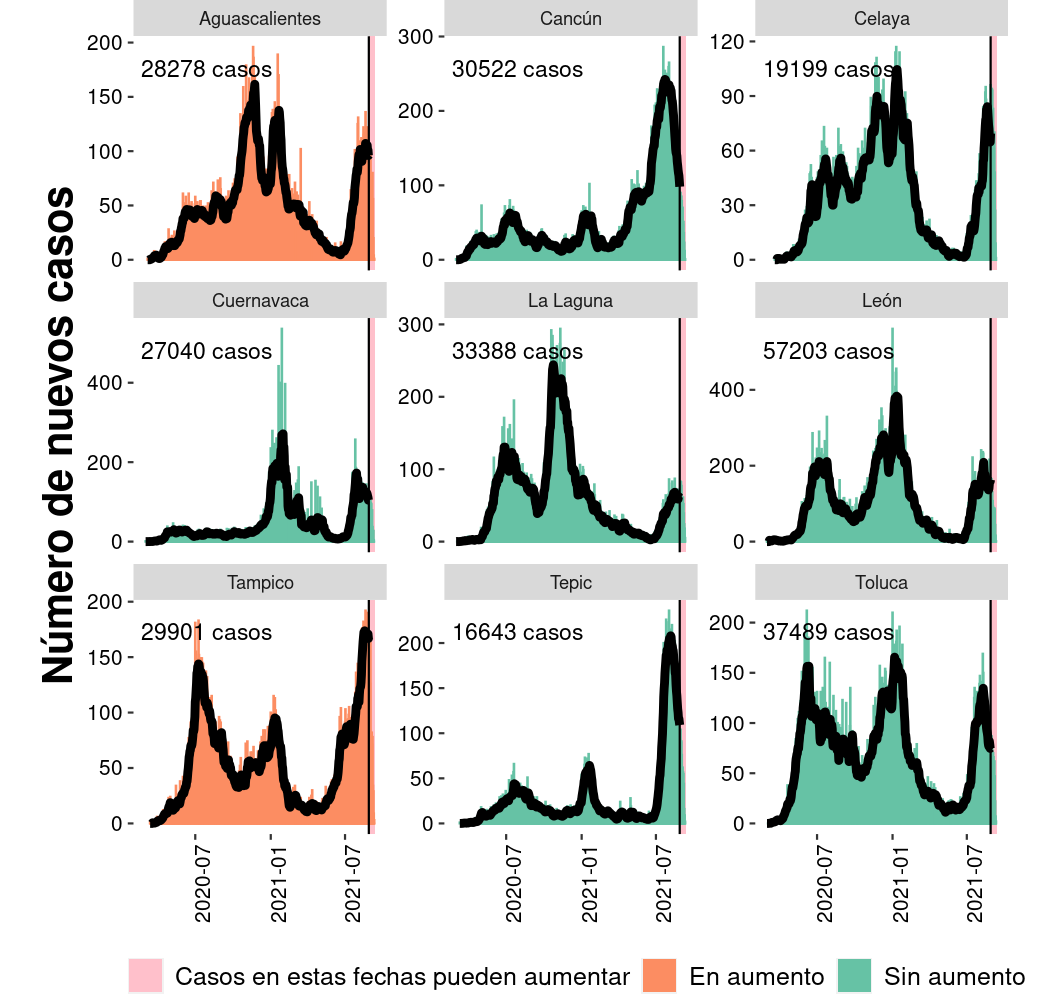 Número de nuevos casos
Aguascalientes
Cancún
Celaya
200
150
100
50
0
28278 casos
300
200
100
0
30522 casos
120
90
60
30
0
19199 casos
Cuernavaca
La Laguna
León
400
200
0
27040 casos
300
200
100
0
33388 casos
400
200
0
57203 casos
Tampico
Tepic
Toluca
200
150
100
50
0
29901 casos
200
150
100
50
0
16643 casos
200
150
100
50
0
37489 casos
2020-07
2021-01
2021-07
2020-07
2021-01
2021-07
2020-07
2021-01
2021-07
Casos en estas fechas pueden aumentar
En aumento
Sin aumento